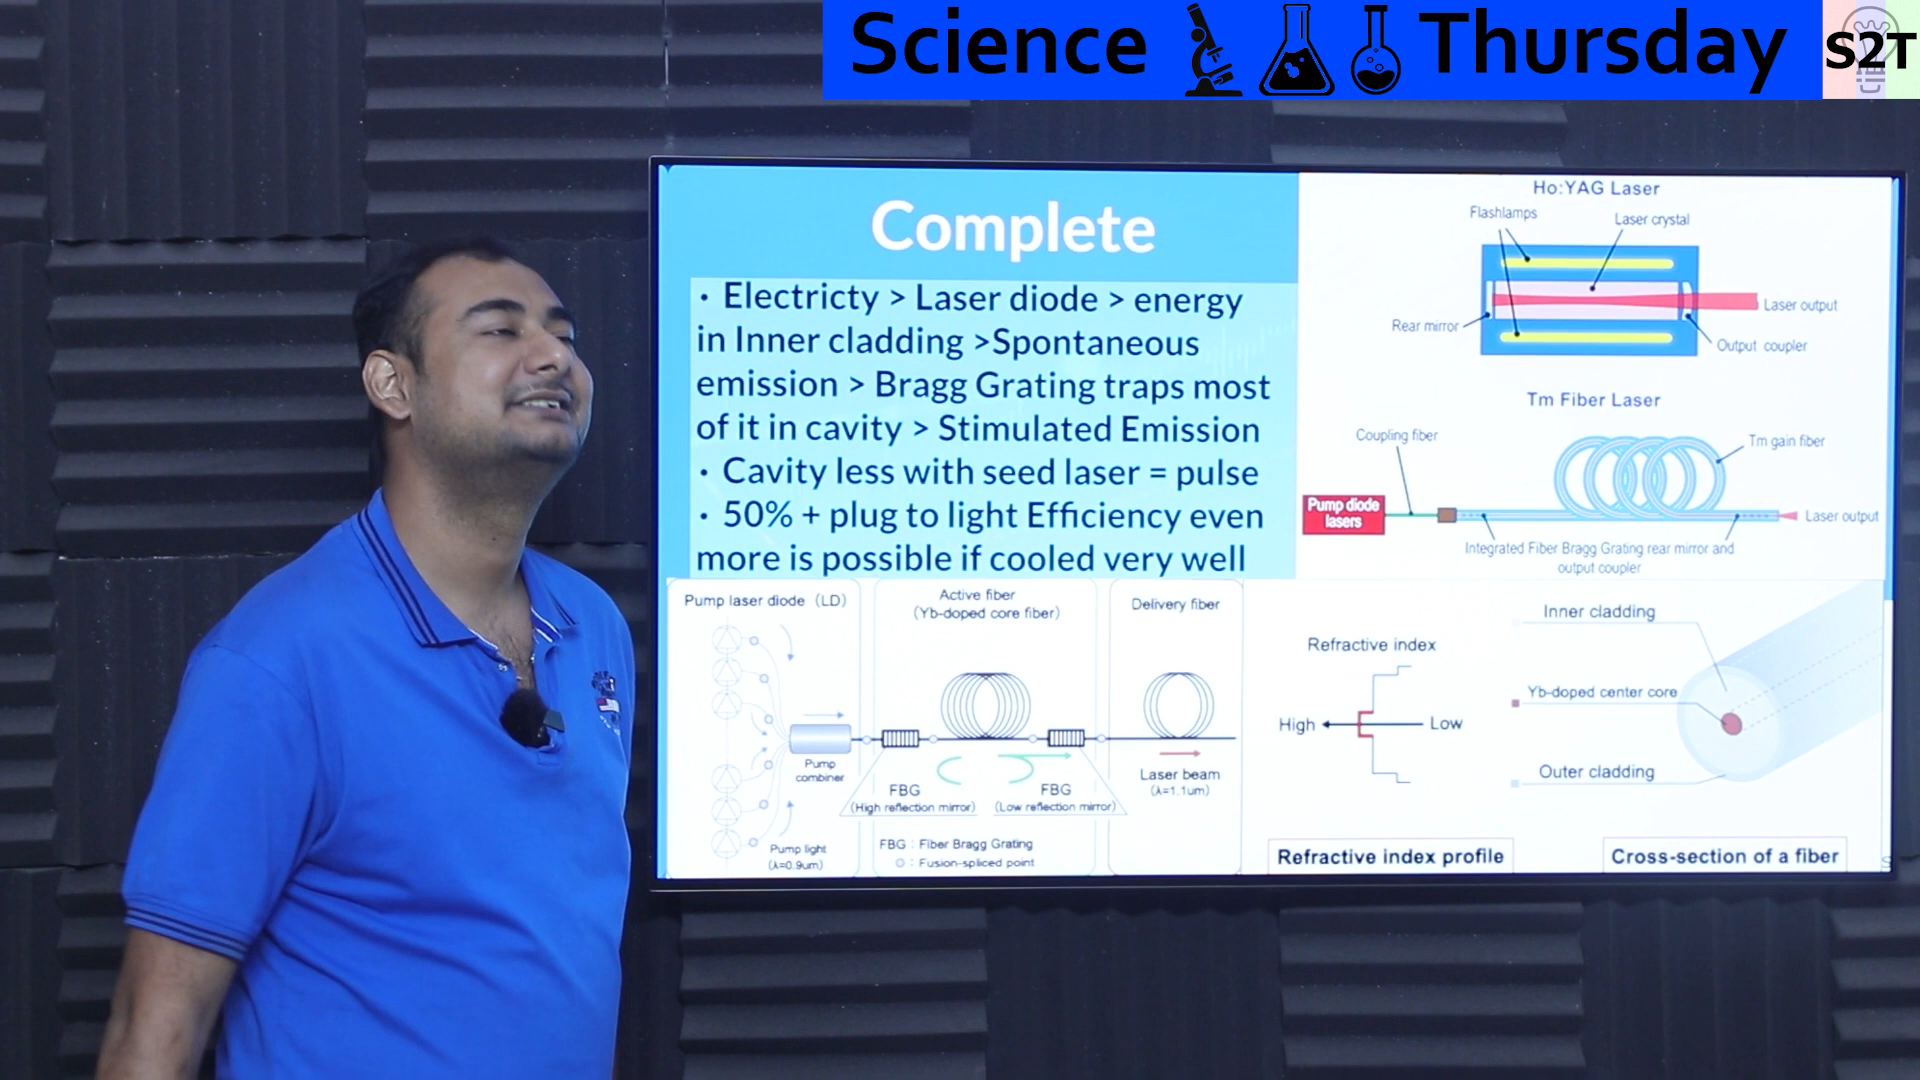 Science Thursday
S2T
Complete
· Electricty > Laser diode > energy
in Inner cladding >Spontaneous
emission > Bragg Grating traps most
of it in cavity > Stimulated Emission
· Cavity less with seed laser = pulse
· 50% + plug to light Efficiency even
more is possible if cooled very well
Ho:YAG Laser
Flashlamps
Laser crystal
Laser output
Rear mirror
Output coupler
Tm Fiber Laser
Coupling fiber
Tm gain fiber
Pump diode
lasers
Laser output
Integrated Fiber Bragg Grating rear mirror and
output coupler
Pump laser diode (LD)
Active fiber
(Yb-doped core fiber)
Delivery fiber
Pump
combiner
FBG
(High reflection mirror)
FBG
(Low reflection mirror)
Laser beam
(λ=1.1um)
Pump light
(λ=0.9um)
FBG : Fiber Bragg Grating
○ : Fusion-spliced point
Refractive index
High
Low
Refractive index profile
Inner cladding
Yb-doped center core
Outer cladding
Cross-section of a fiber